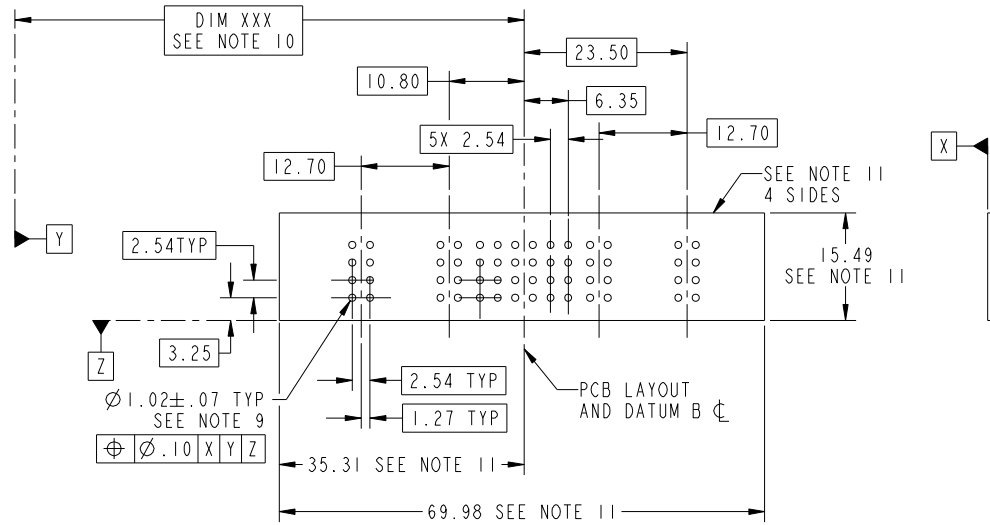 DIM XXX
SEE NOTE 10
23.50
10.80
6.35
5X 2.54
12.70
12.70
X
SEE NOTE 11
4 SIDES
Y
2.54TYP
15.49
SEE NOTE 11
3.25
Z
2.54 TYP
PCB LAYOUT
AND DATUM B ℄
Ø1.02±.07 TYP
SEE NOTE 9
1.27 TYP
⌖ Ø.10 X Y Z
35.31 SEE NOTE 11
69.98 SEE NOTE 11